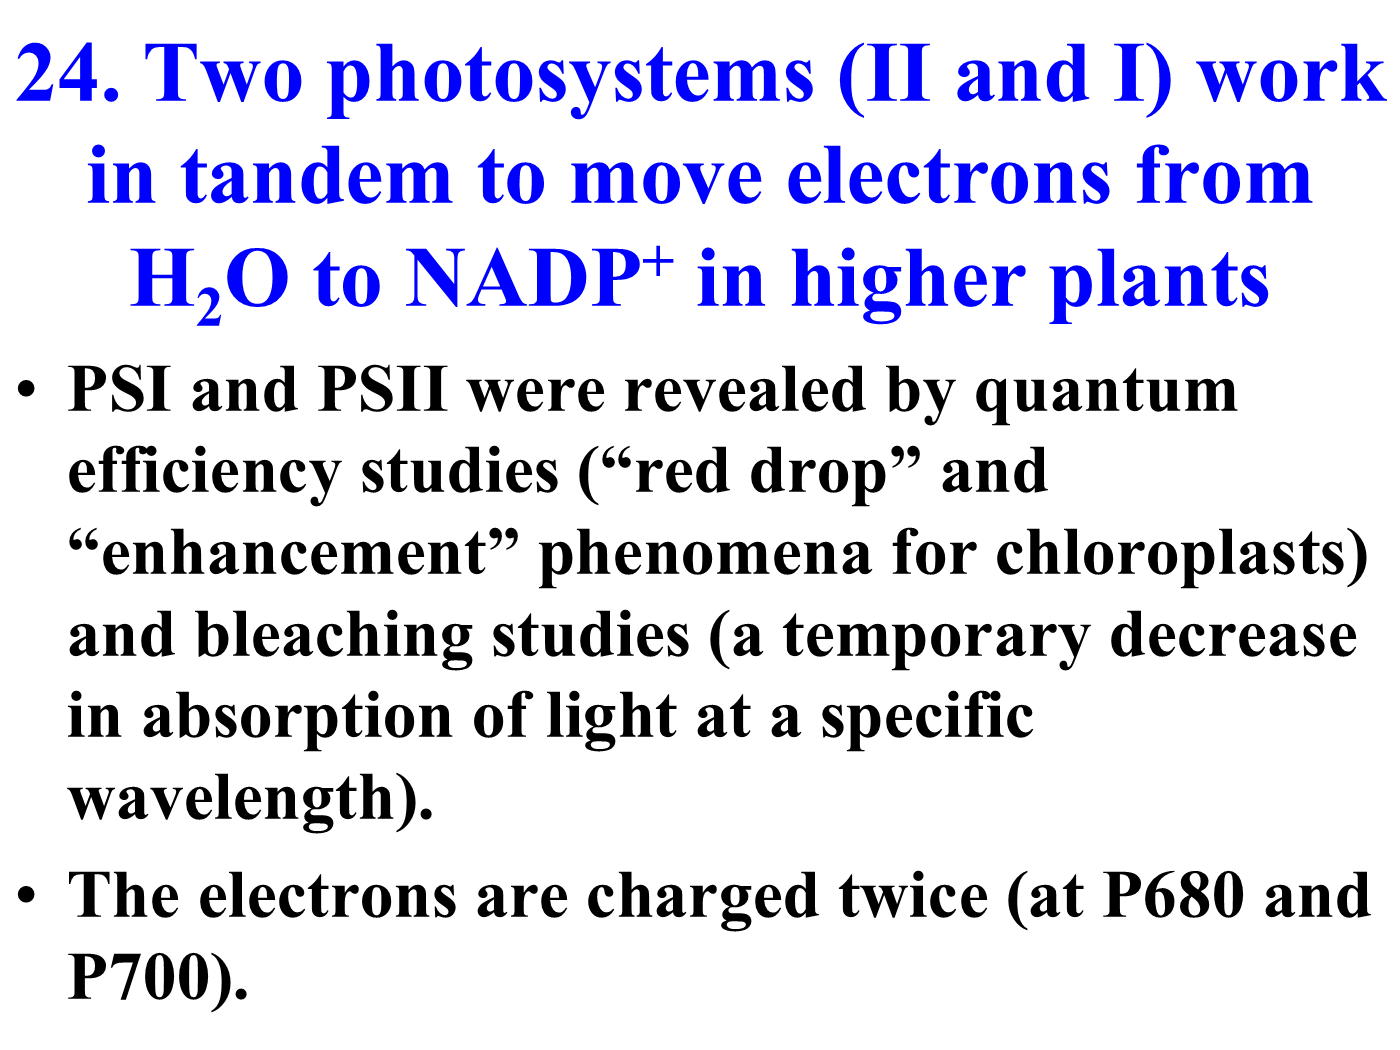 24. Two photosystems (II and I) work
in tandem to move electrons from
H₂O to NADP⁺ in higher plants
• PSI and PSII were revealed by quantum
efficiency studies (“red drop” and
“enhancement” phenomena for chloroplasts)
and bleaching studies (a temporary decrease
in absorption of light at a specific
wavelength).
• The electrons are charged twice (at P680 and
P700).